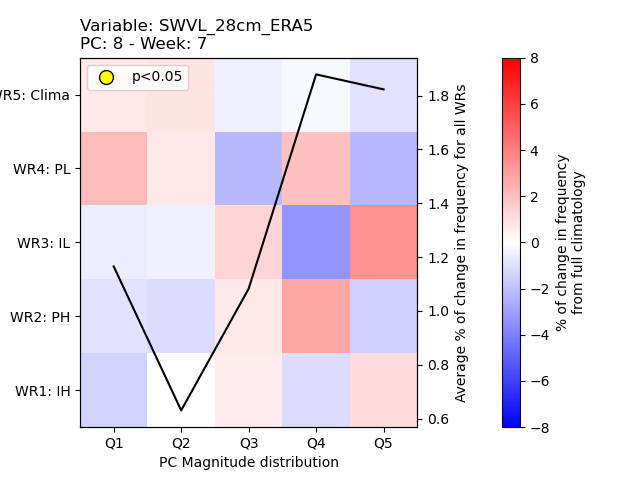 Variable: SWVL_28cm_ERA5
PC: 8 - Week: 7
p<0.05
WR5: Clima
WR4: PL
WR3: IL
WR2: PH
WR1: IH
Q1 Q2 Q3 Q4 Q5
PC Magnitude distribution
1.8
1.6
1.4
1.2
1.0
0.8
0.6
Average % of change in frequency for all WRs
8
6
4
2
0
−2
−4
−6
−8
% of change in frequency
from full climatology